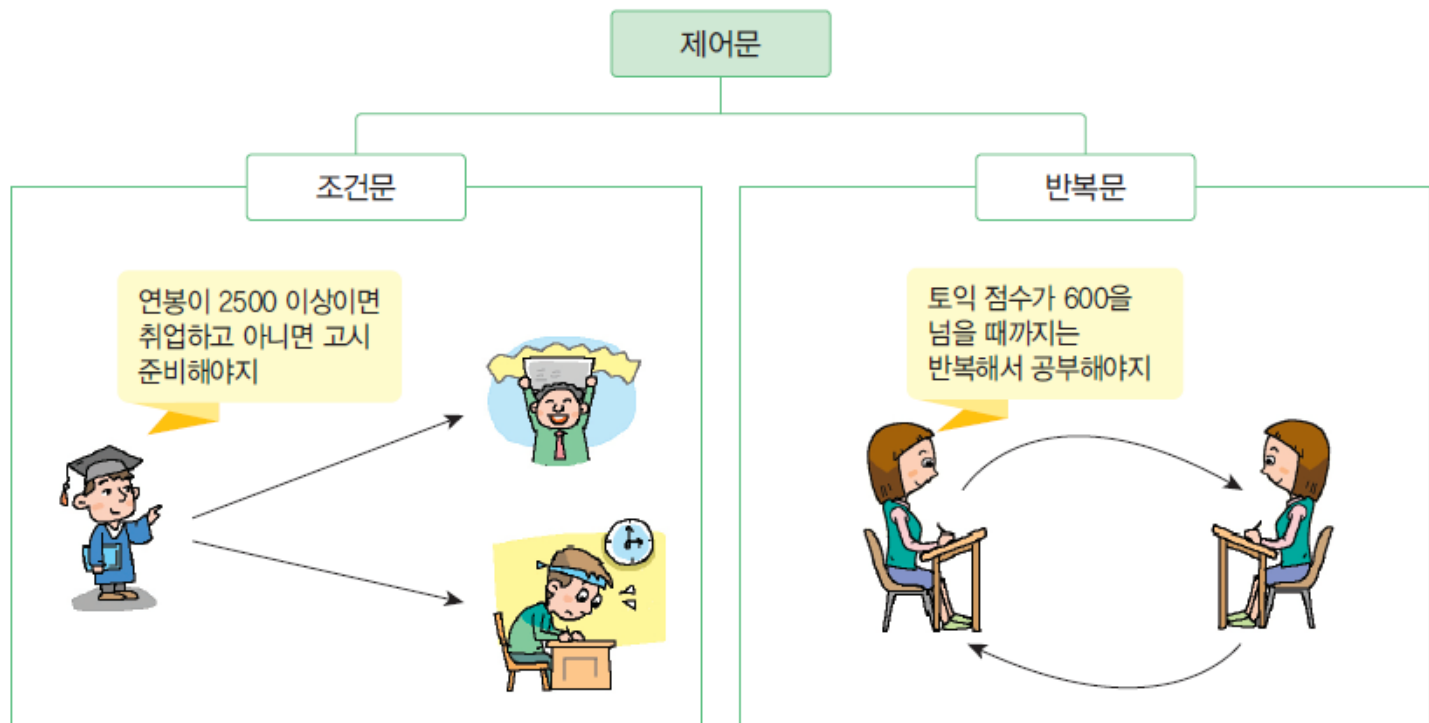 제어문
조건문
반복문
연봉이 2500 이상이면
취업하고 아니면 고시
준비해야지
토익 점수가 600을
넘을 때까지는
반복해서 공부해야지